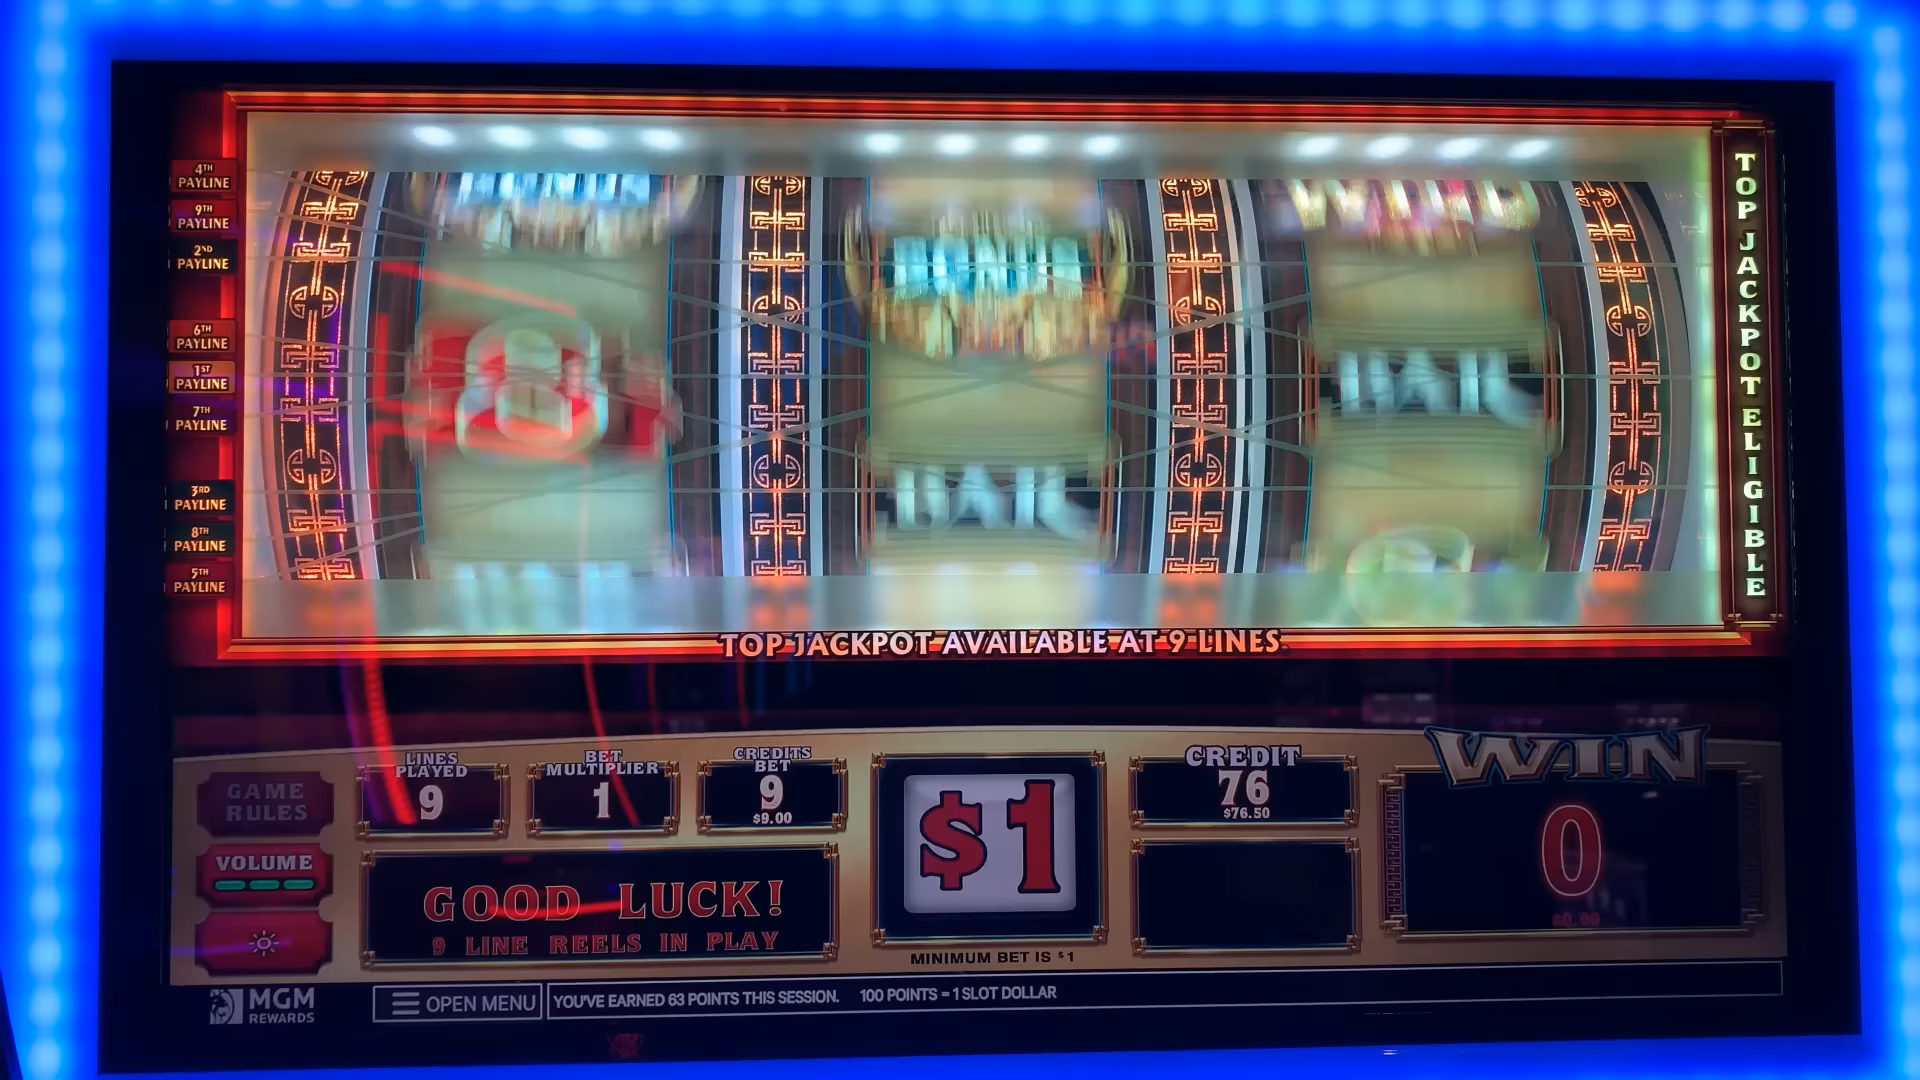 4TH
PAYLINE
9TH
PAYLINE
2ND
PAYLINE
6TH
PAYLINE
1ST
PAYLINE
7TH
PAYLINE
3RD
PAYLINE
8TH
PAYLINE
5TH
PAYLINE
WILD
TOP JACKPOT ELIGIBLE
TOP JACKPOT AVAILABLE AT 9 LINES
GAME
RULES
VOLUME
LINES
PLAYED
9
BET
MULTIPLIER
1
CREDITS
BET
9
$9.00
GOOD LUCK!
9 LINE REELS IN PLAY
$1
MINIMUM BET IS $1
CREDIT
76
$76.50
WIN
0
$0.00
MGM
REWARDS
OPEN MENU
YOU'VE EARNED 63 POINTS THIS SESSION. 100 POINTS = 1 SLOT DOLLAR